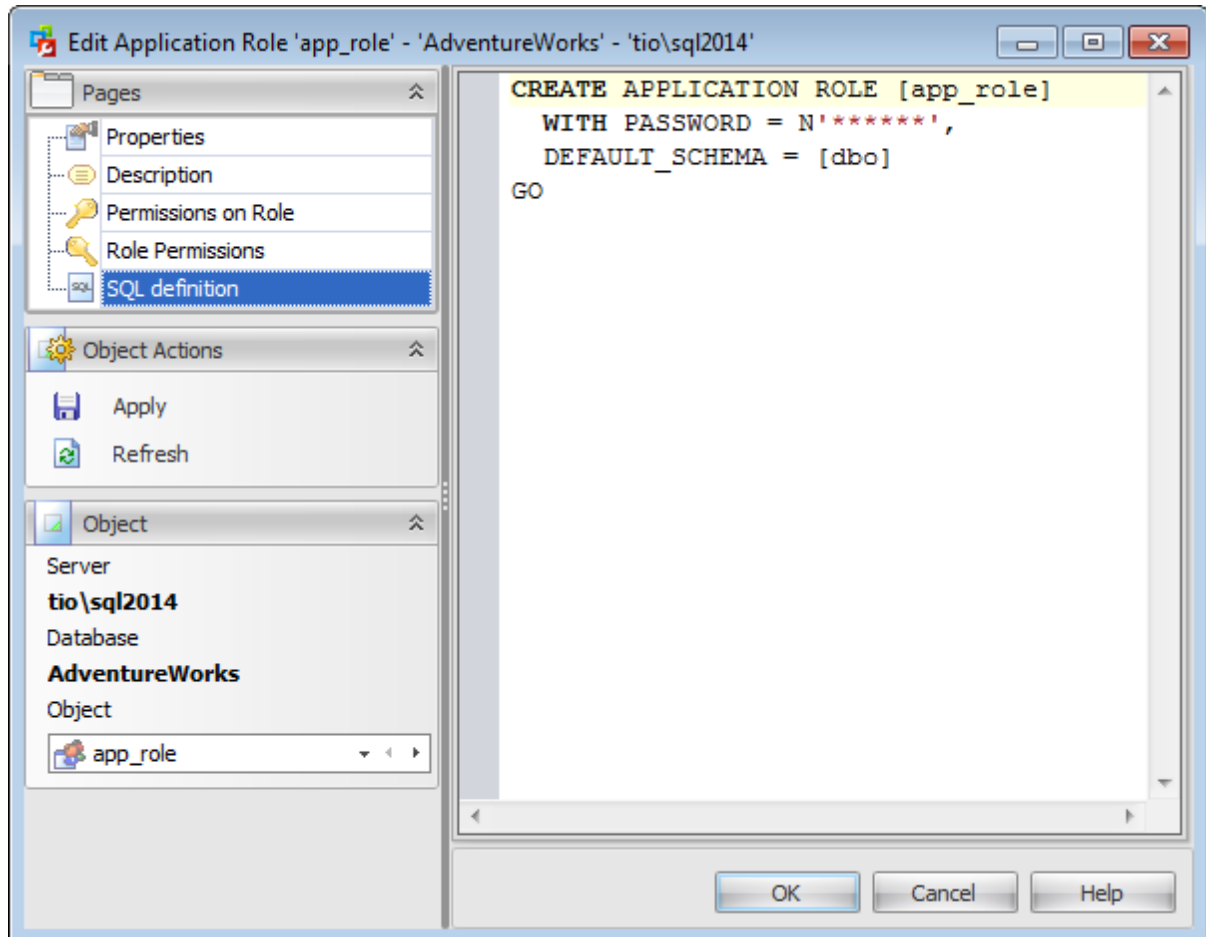 Edit Application Role 'app_role' - 'AdventureWorks' - 'tio\sql2014'
Pages
Properties
Description
Permissions on Role
Role Permissions
SQL
SQL definition
Object Actions
Apply
Refresh
Object
Server
tio\sql2014
Database
AdventureWorks
Object
app_role
CREATE APPLICATION ROLE [app_role]
WITH PASSWORD = N'******',
DEFAULT_SCHEMA = [dbo]
GO
OK
Cancel
Help